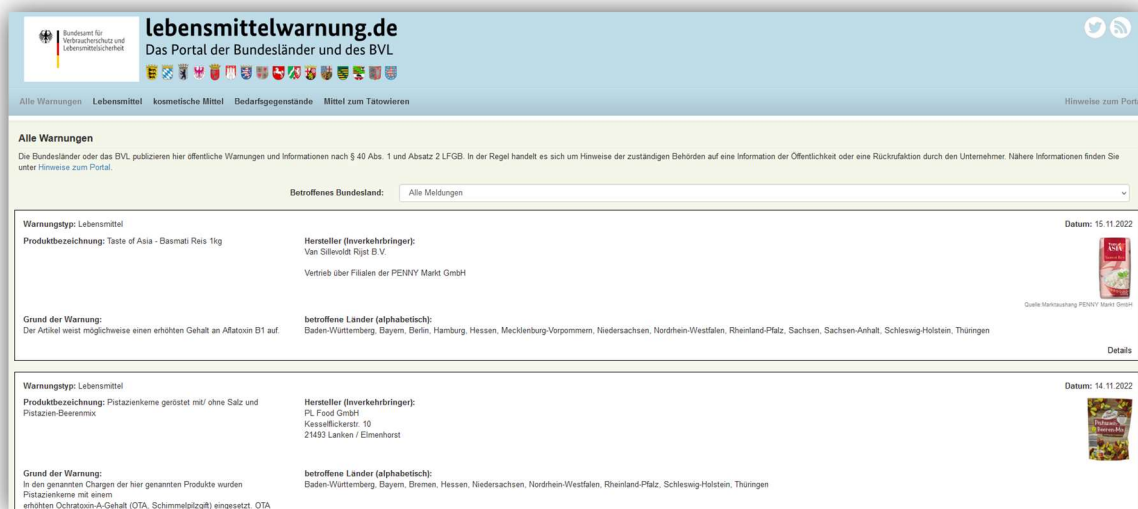 Bundesamt für
Verbraucherschutz und
Lebensmittelsicherheit
lebensmittelwarnung.de
Das Portal der Bundesländer und des BVL
Alle Warnungen Lebensmittel kosmetische Mittel Bedarfsgegenstände Mittel zum Tätowieren Hinweise zum Porta
Alle Warnungen
Die Bundesländer oder das BVL publizieren hier öffentliche Warnungen und Informationen nach § 40 Abs. 1 und Absatz 2 LFGB. In der Regel handelt es sich um Hinweise der zuständigen Behörden auf eine Information der Öffentlichkeit oder eine Rückrufaktion durch den Unternehmer. Nähere Informationen finden Sie
unter Hinweise zum Portal.
Betroffenes Bundesland: Alle Meldungen
Warnungstyp: Lebensmittel Datum: 15.11.2022
Produktbezeichnung: Taste of Asia - Basmati Reis 1kg Hersteller (Inverkehrbringer):
Van Sillevoldt Rijst B.V.
Vertrieb über Filialen der PENNY Markt GmbH
ASIA
Quelle Marktaushang PENNY Markt GmbH
Grund der Warnung: betroffene Länder (alphabetisch):
Der Artikel weist möglichweise einen erhöhten Gehalt an Aflatoxin B1 auf. Baden-Württemberg, Bayern, Berlin, Hamburg, Hessen, Mecklenburg-Vorpommern, Niedersachsen, Nordrhein-Westfalen, Rheinland-Pfalz, Sachsen, Sachsen-Anhalt, Schleswig-Holstein, Thüringen
Details
Warnungstyp: Lebensmittel Datum: 14.11.2022
Produktbezeichnung: Pistazienkerne geröstet mit/ ohne Salz und Hersteller (Inverkehrbringer):
Pistazien-Beerenmix PL Food GmbH
Kesselflickerstr. 10
21493 Lanken / Elmenhorst
Pistazien
Beeren-Mix
Grund der Warnung: betroffene Länder (alphabetisch):
In den genannten Chargen der hier genannten Produkte wurden Baden-Württemberg, Bayern, Bremen, Hessen, Niedersachsen, Nordrhein-Westfalen, Rheinland-Pfalz, Schleswig-Holstein, Thüringen
Pistazienkerne mit einem
erhöhten Ochratoxin-A-Gehalt (OTA, Schimmelpilzgift) eingesetzt. OTA